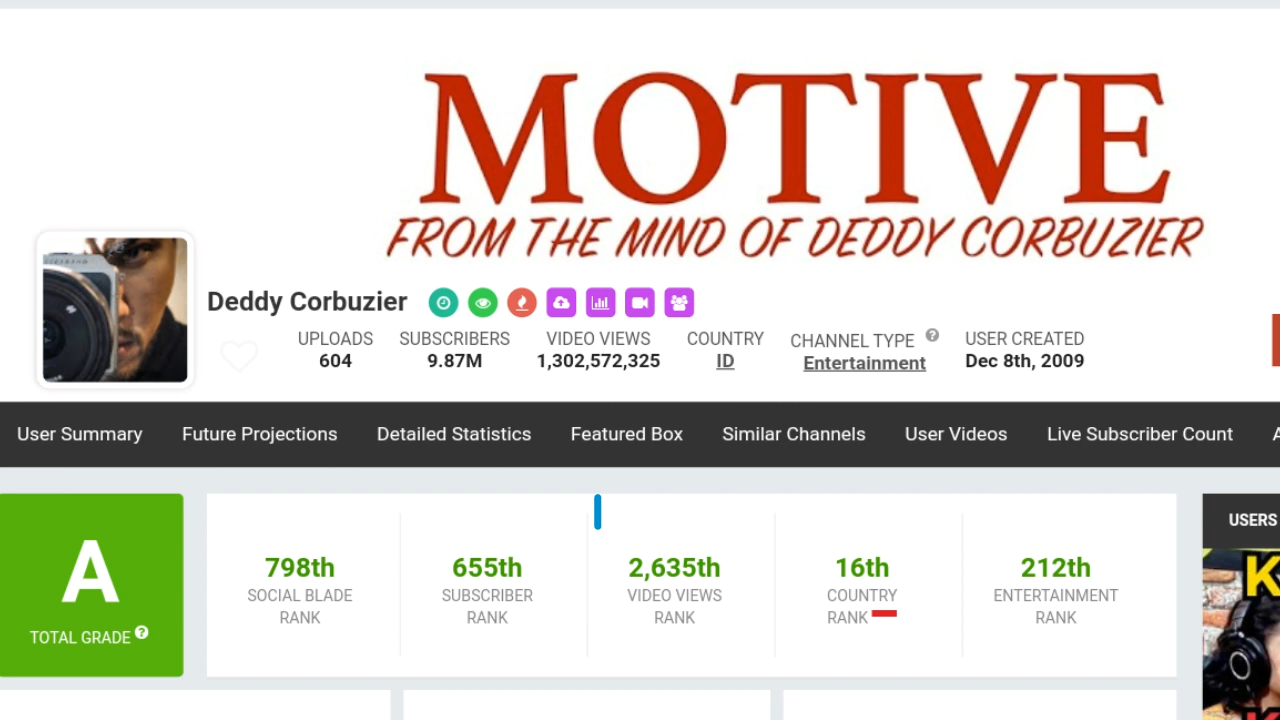 MOTIVE
FROM THE MIND OF DEDDY CORBUZIER
Deddy Corbuzier
UPLOADS SUBSCRIBERS VIDEO VIEWS COUNTRY CHANNEL TYPE USER CREATED
604 9.87M 1,302,572,325 ID Entertainment Dec 8th, 2009
User Summary Future Projections Detailed Statistics Featured Box Similar Channels User Videos Live Subscriber Count A
USERS
A
TOTAL GRADE
798th 655th 2,635th 16th 212th
SOCIAL BLADE SUBSCRIBER VIDEO VIEWS COUNTRY ENTERTAINMENT
RANK RANK RANK RANK RANK
K